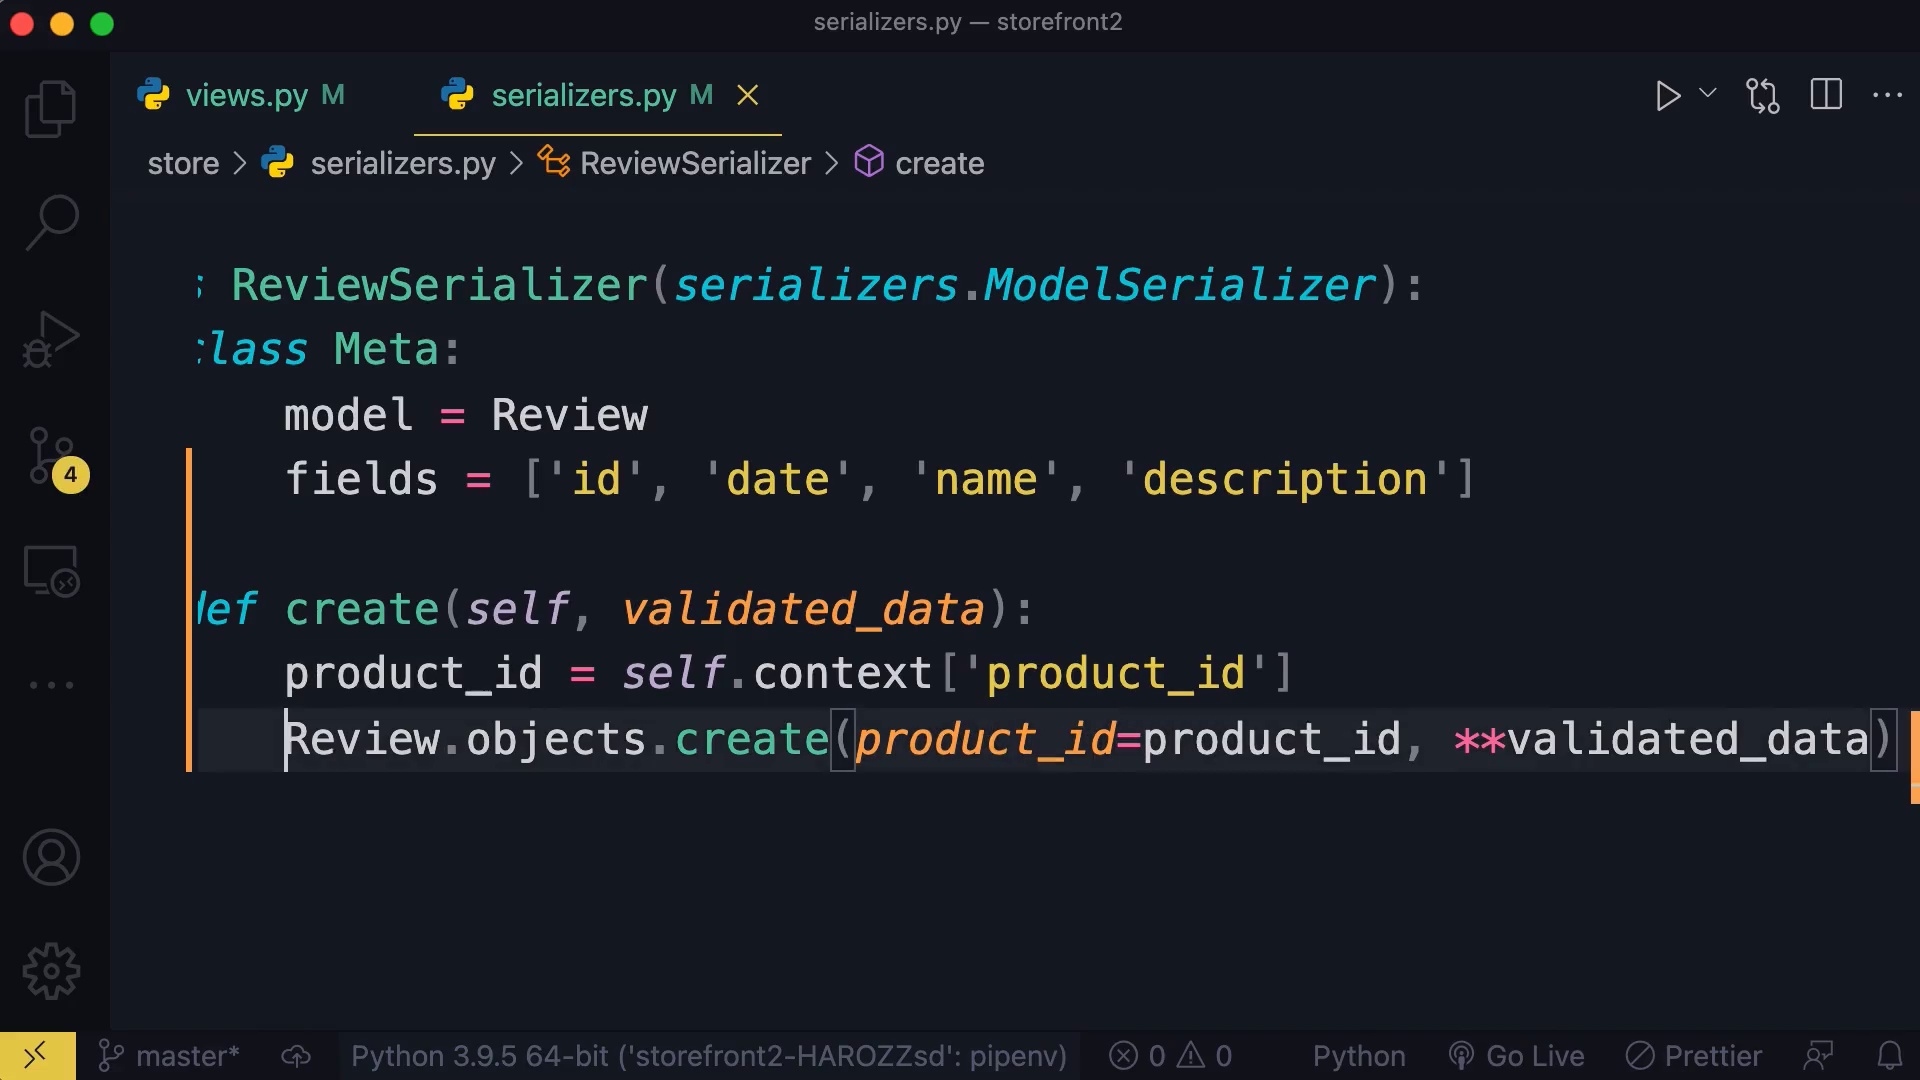 serializers.py — storefront2
views.py M serializers.py M
store > serializers.py > ReviewSerializer > create
ReviewSerializer(serializers.ModelSerializer):
class Meta:
model = Review
fields = ['id', 'date', 'name', 'description']
def create(self, validated_data):
product_id = self.context['product_id']
Review.objects.create(product_id=product_id, **validated_data)
4
master* Python 3.9.5 64-bit ('storefront2-HAROZZsd': pipenv) 0 0 Python Go Live Prettier